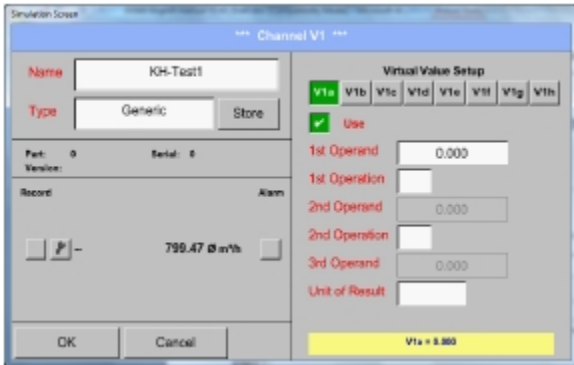 Simulation Screen
*** Channel V1 ***
Name KH-Test1
Type Generic Store
Part: 0 Serial: 0
Version:
Record Alarm
-- 799.47 Ø m³/h
OK Cancel
Virtual Value Setup
V1a V1b V1c V1d V1e V1f V1g V1h
Use
1st Operand 0.000
1st Operation
2nd Operand 0.000
2nd Operation
3rd Operand 0.000
Unit of Result
V1a = 0.000